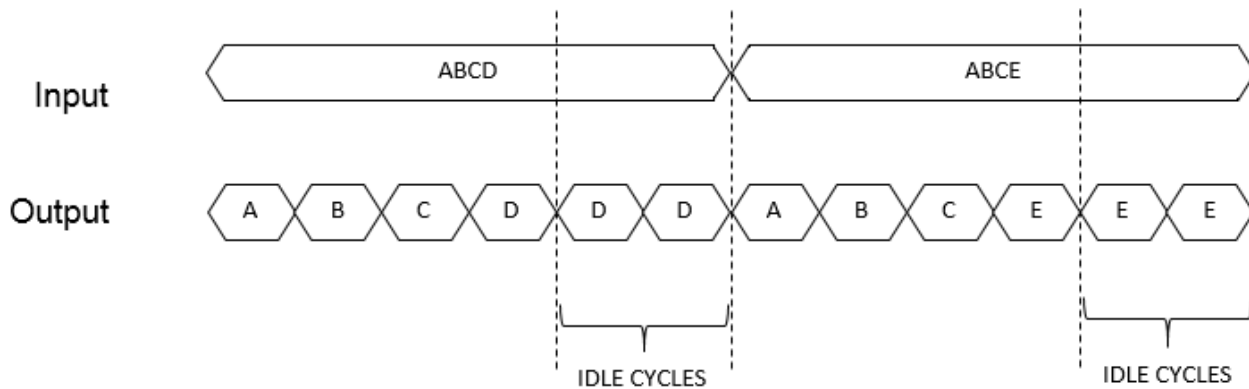 ABCD ABCE
Input
Output A B C D D D A B C E E E
IDLE CYCLES IDLE CYCLES